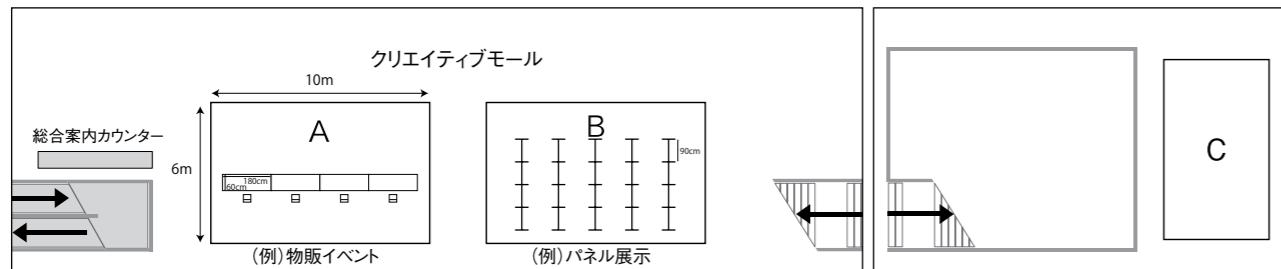 クリエイティブモール
10m
A
B
総合案内カウンター
90cm
6m
180cm
60cm
C
(例)物販イベント
(例)パネル展示